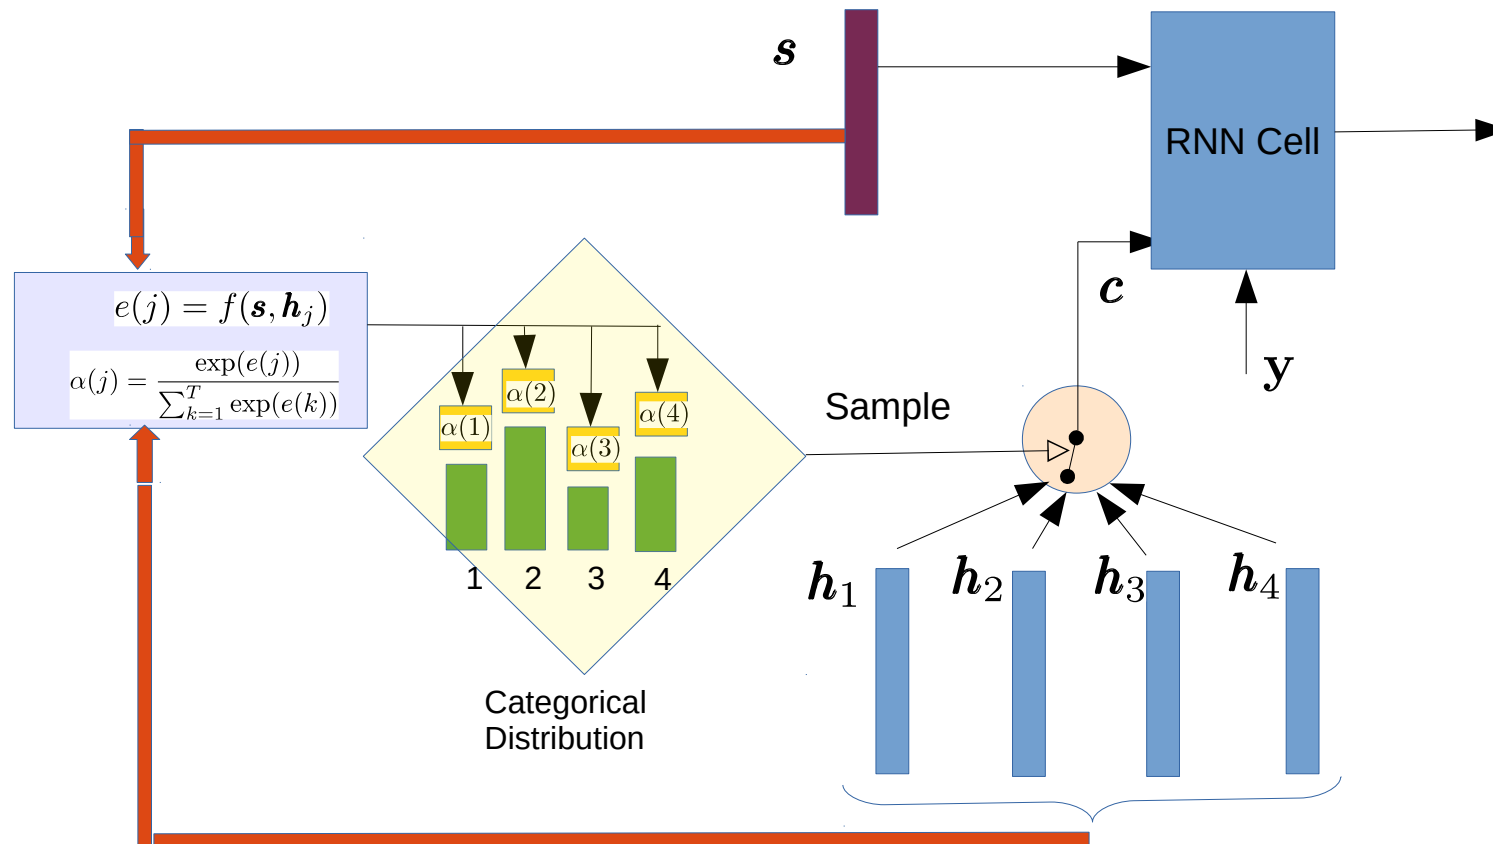 s
RNN Cell
c
y
e(j) = f(s, h_j)
α(j) = exp(e(j)) / ∑_{k=1}^{T} exp(e(k))
α(1) α(2) α(3) α(4)
1 2 3 4
Sample
h_1 h_2 h_3 h_4
Categorical
Distribution